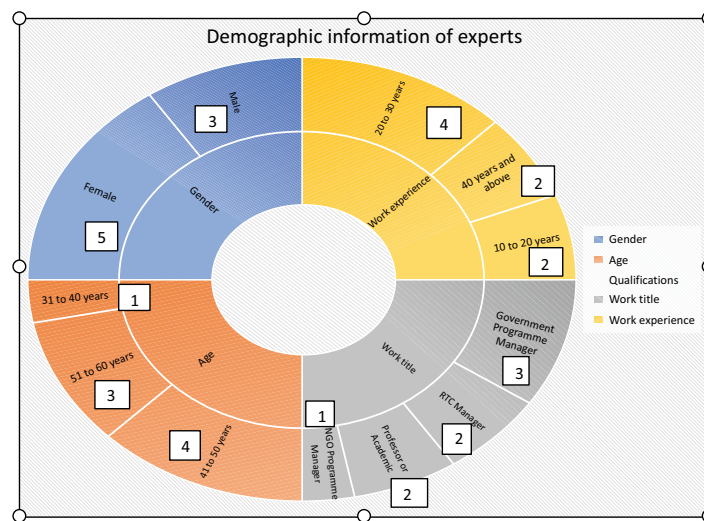 Demographic information of experts
Male
3
20 to 30 years
4
Female
5
Gender
Work experience
40 years and
above
2
10 to 20 years
2
Gender
Age
Qualifications
Work title
Work experience
31 to 40 years
1
51 to 60 years
3
Age
41 to 50 years
4
Work title
Government
Programme
Manager
3
RTC Manager
2
Professor or
Academic
2
NGO Programme
Manager
1